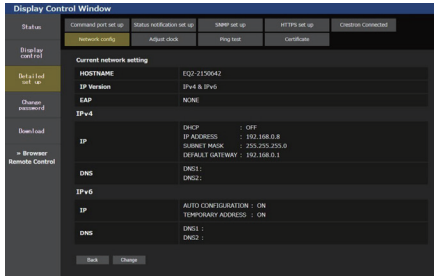 Display Control Window
Status
Display control
Detailed set up
Change password
Download
» Browser Remote Control
Command port set up
Status notification set up
SNMP set up
HTTPS set up
Crestron Connected
Network config
Adjust clock
Ping test
Certificate
Current network setting
HOSTNAME EQ2-2150642
IP Version IPv4 & IPv6
EAP NONE
IPv4
IP
DHCP : OFF
IP ADDRESS : 192.168.0.8
SUBNET MASK : 255.255.255.0
DEFAULT GATEWAY : 192.168.0.1
DNS
DNS1:
DNS2:
IPv6
IP
AUTO CONFIGURATION : ON
TEMPORARY ADDRESS : ON
DNS
DNS1 :
DNS2 :
Back
Change